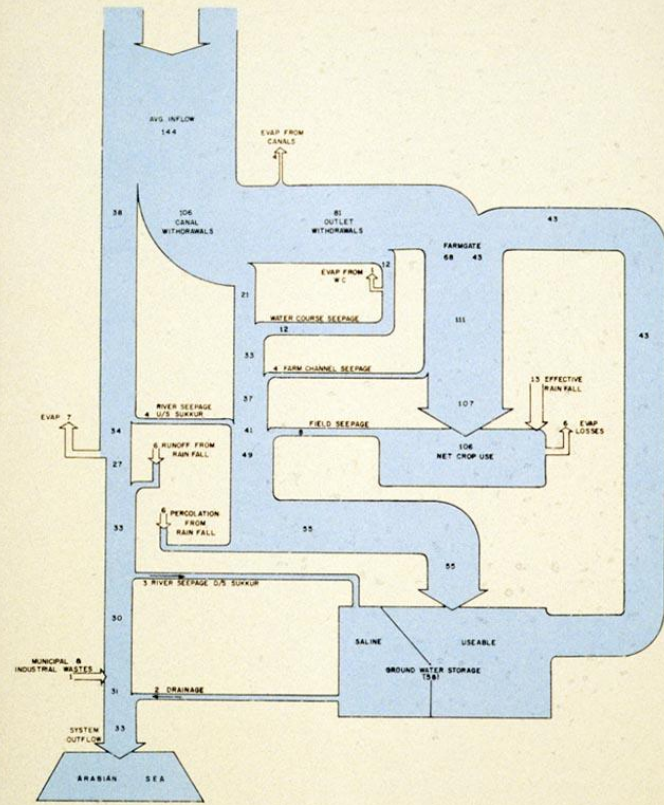 AVG. INFLOW
144
EVAP FROM
CANALS
4
38
106
CANAL
WITHDRAWALS
81
OUTLET
WITHDRAWALS
43
FARMGATE
68 43
12
EVAP FROM
W C
1
21
WATER COURSE SEEPAGE
12
111
43
33
4 FARM CHANNEL SEEPAGE
13 EFFECTIVE
RAIN FALL
37
107
RIVER SEEPAGE
4 U/S SUKKUR
EVAP 7
34
41
FIELD SEEPAGE
8
106
NET CROP USE
6
EVAP
LOSSES
6 RUNOFF FROM
RAIN FALL
27
49
6 PERCOLATION
FROM
RAIN FALL
33
55
55
3 RIVER SEEPAGE D/S SUKKUR
30
SALINE
USEABLE
MUNICIPAL &
INDUSTRIAL WASTES
1
GROUND WATER STORAGE
31
2 DRAINAGE
SYSTEM
OUTFLOW
33
ARABIAN SEA